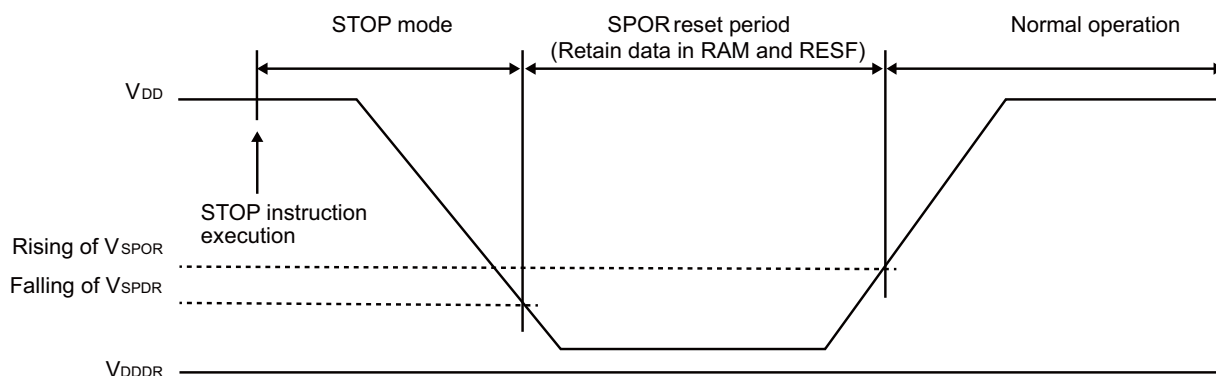 STOP mode
SPOR reset period
(Retain data in RAM and RESF)
Normal operation
VDD
STOP instruction
execution
Rising of VSPOR
Falling of VSPDR
VDDDR